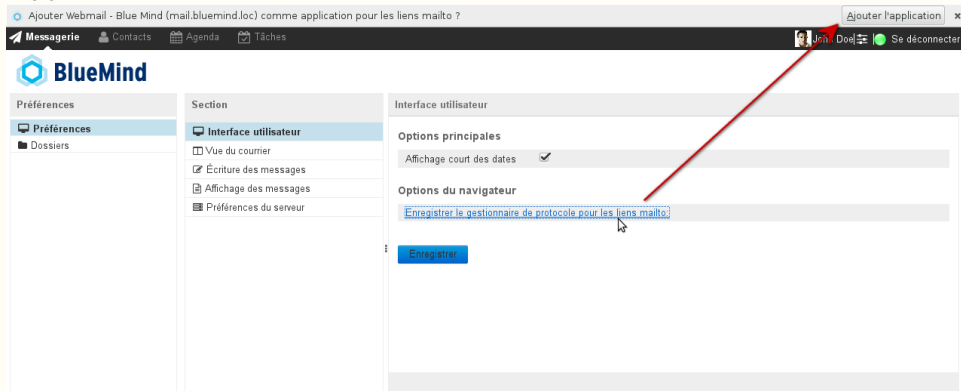 Ajouter Webmail - Blue Mind (mail.bluemind.loc) comme application pour les liens mailto ?
Ajouter l'application
×
Messagerie
Contacts
Agenda
Tâches
John Doe
Se déconnecter
BlueMind
Préférences
Préférences
Dossiers
Section
Interface utilisateur
Vue du courrier
Écriture des messages
Affichage des messages
Préférences du serveur
Interface utilisateur
Options principales
Affichage court des dates
Options du navigateur
Enregistrer le gestionnaire de protocole pour les liens mailto:
Enregistrer